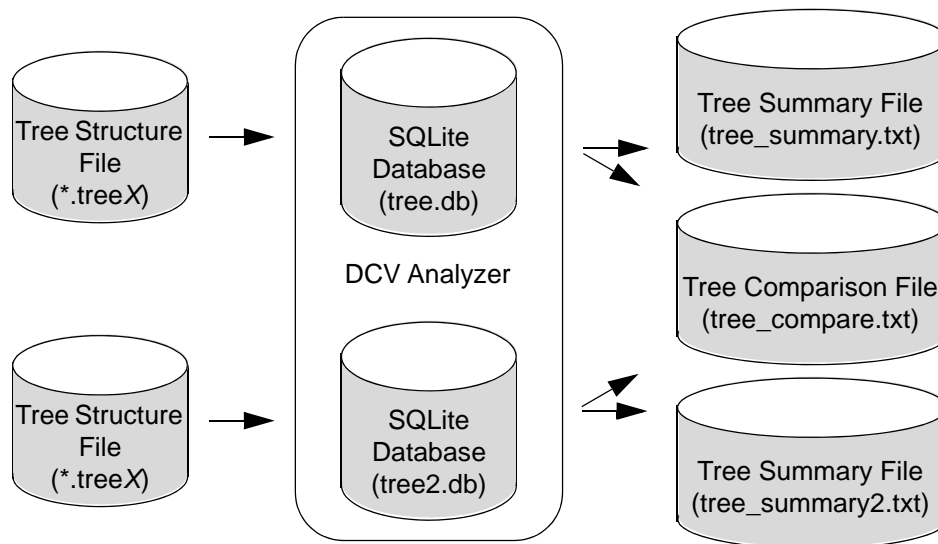 Tree Structure
File
(*.treeX)
SQLite
Database
(tree.db)
Tree Summary File
(tree_summary.txt)
DCV Analyzer
Tree Comparison File
(tree_compare.txt)
Tree Structure
File
(*.treeX)
SQLite
Database
(tree2.db)
Tree Summary File
(tree_summary2.txt)